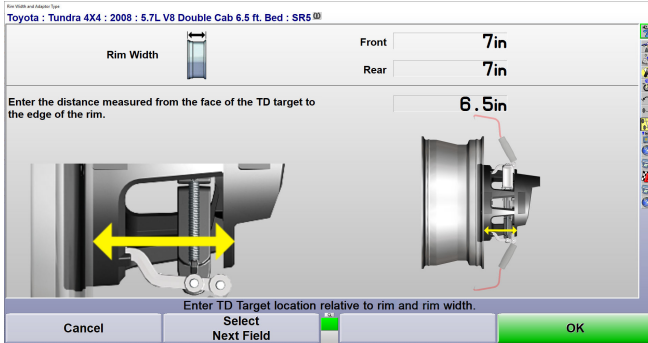 Rim Width and Adaptor Type
Toyota : Tundra 4X4 : 2008 : 5.7L V8 Double Cab 6.5 ft. Bed : SR5
Rim Width
Front
7in
Rear
7in
Enter the distance measured from the face of the TD target to
the edge of the rim.
6.5in
Enter TD Target location relative to rim and rim width.
Cancel
Select
Next Field
OK